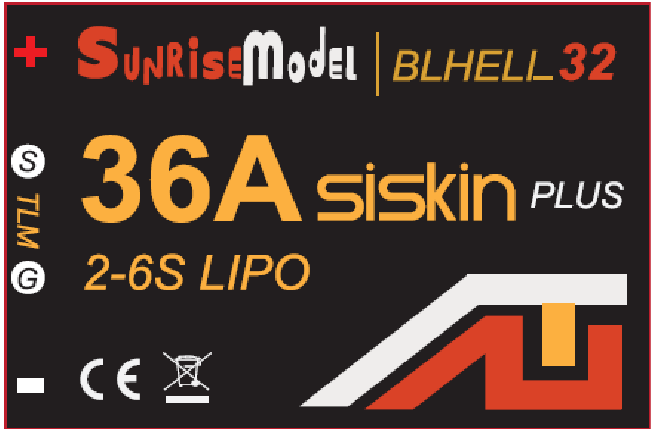 + SunRiseModel | BLHELI_32
S
36A siskin PLUS
TLM
2-6S LIPO
G
- CE